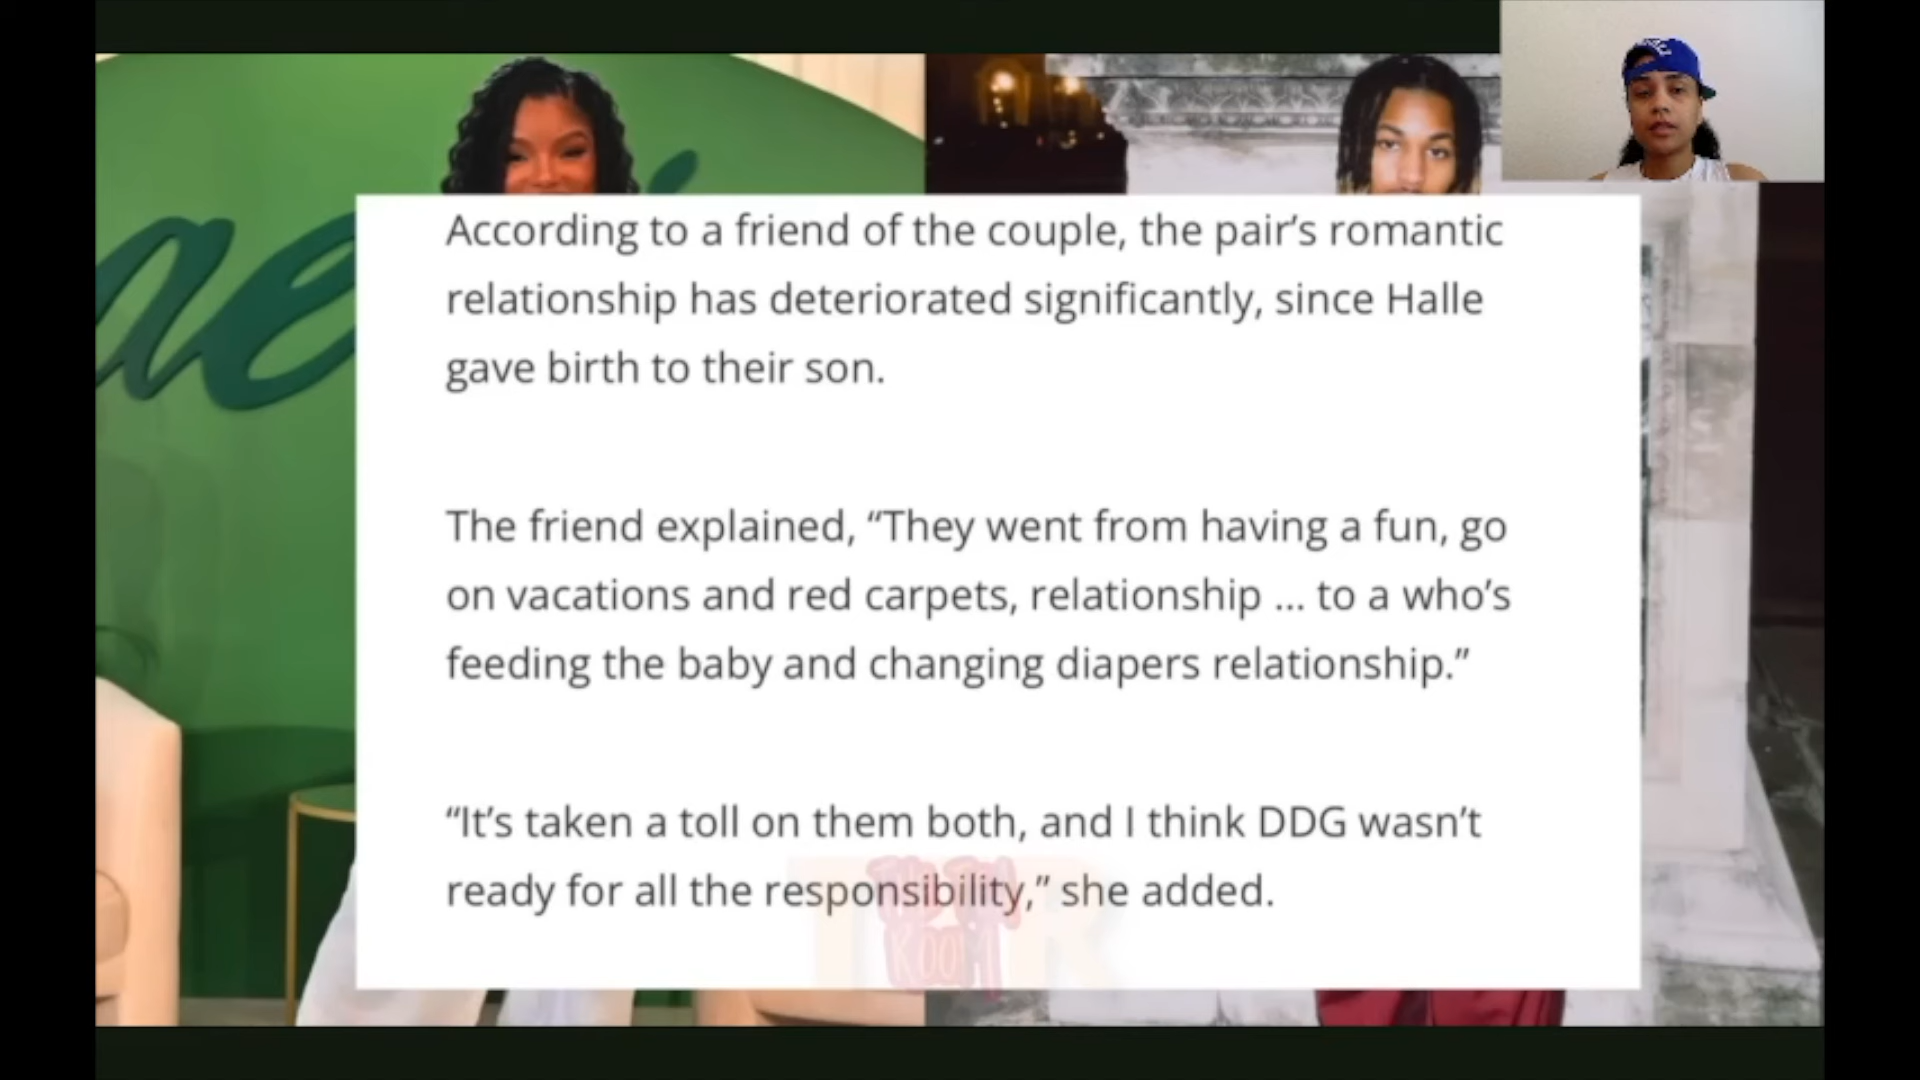 According to a friend of the couple, the pair’s romantic
relationship has deteriorated significantly, since Halle
gave birth to their son.
The friend explained, “They went from having a fun, go
on vacations and red carpets, relationship ... to a who’s
feeding the baby and changing diapers relationship.”
“It’s taken a toll on them both, and I think DDG wasn’t
ready for all the responsibility,” she added.